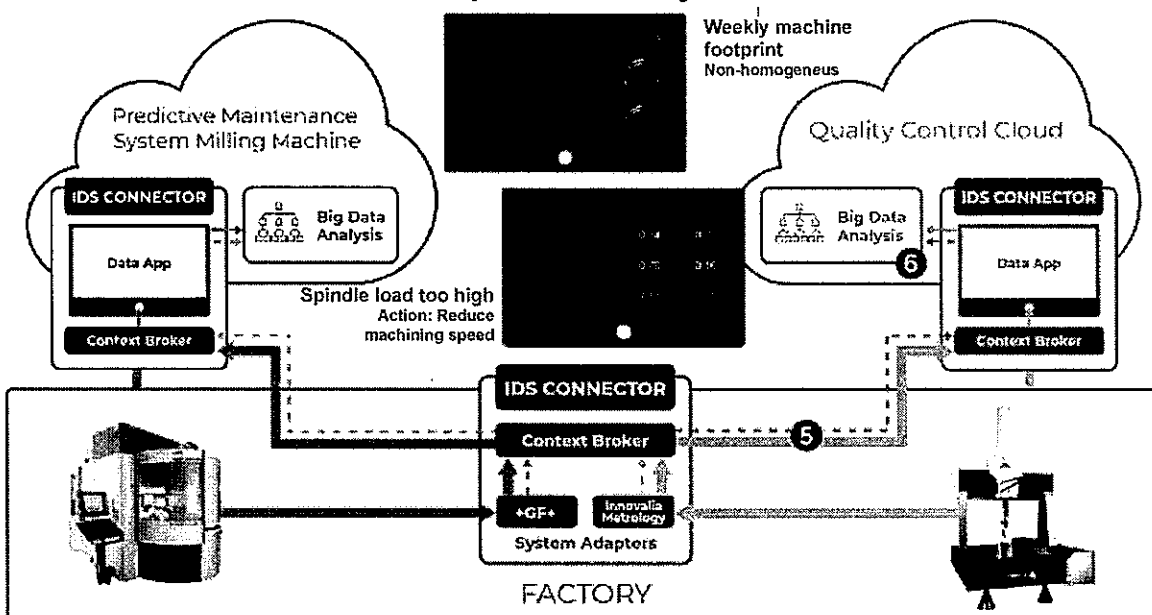 Weekly machine
footprint
Non-homogeneus
Predictive Maintenance
System Milling Machine
Quality Control Cloud
IDS CONNECTOR
Big Data
Analysis
Data App
Context Broker
Spindle load too high
Action: Reduce
machining speed
Big Data
Analysis
6
IDS CONNECTOR
Data App
Context Broker
IDS CONNECTOR
Context Broker
5
+GF+
Innovalia
Metrology
System Adapters
FACTORY